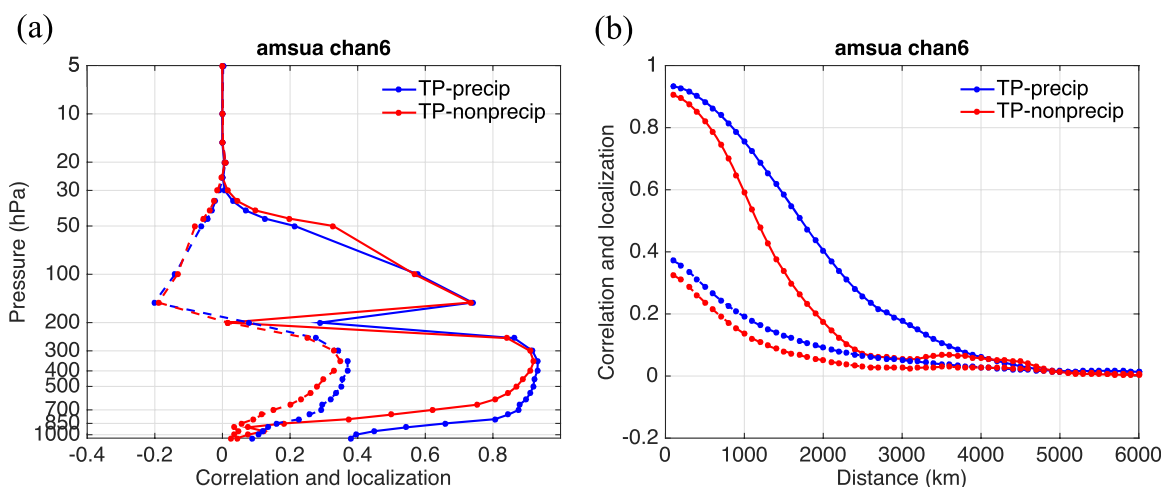 (a)
amsua chan6
TP-precip
TP-nonprecip
5
10
20
30
50
100
200
300
400
500
700
850
1000
Pressure (hPa)
-0.4 -0.2 0 0.2 0.4 0.6 0.8
Correlation and localization
(b)
amsua chan6
TP-precip
TP-nonprecip
1
0.8
0.6
0.4
0.2
0
-0.2
Correlation and localization
0 1000 2000 3000 4000 5000 6000
Distance (km)